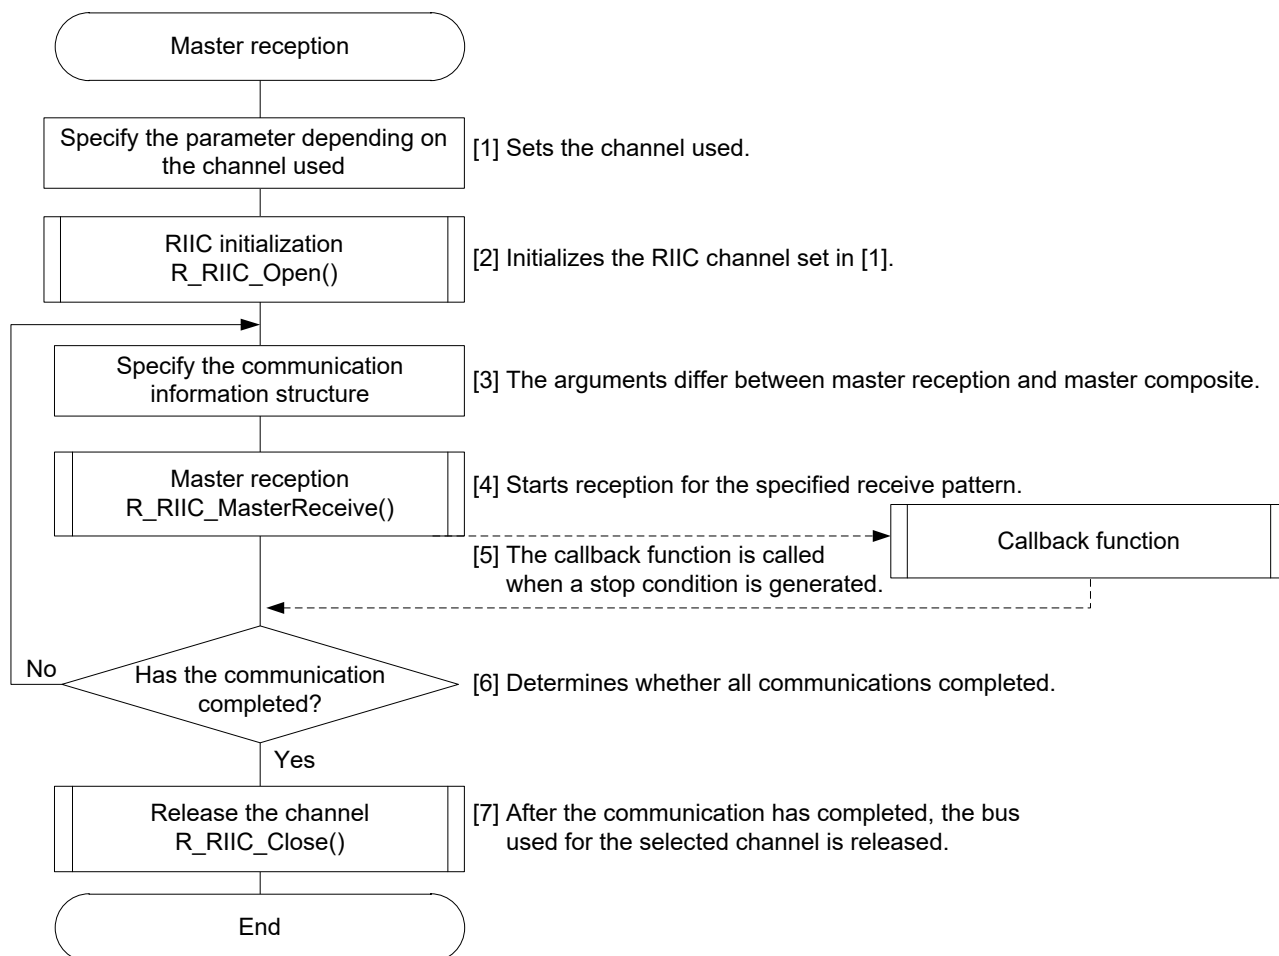 Master reception
Specify the parameter depending on
the channel used
[1] Sets the channel used.
RIIC initialization
R_RIIC_Open()
[2] Initializes the RIIC channel set in [1].
Specify the communication
information structure
[3] The arguments differ between master reception and master composite.
Master reception
R_RIIC_MasterReceive()
[4] Starts reception for the specified receive pattern.
Callback function
[5] The callback function is called
when a stop condition is generated.
No
Has the communication
completed?
[6] Determines whether all communications completed.
Yes
Release the channel
R_RIIC_Close()
[7] After the communication has completed, the bus
used for the selected channel is released.
End